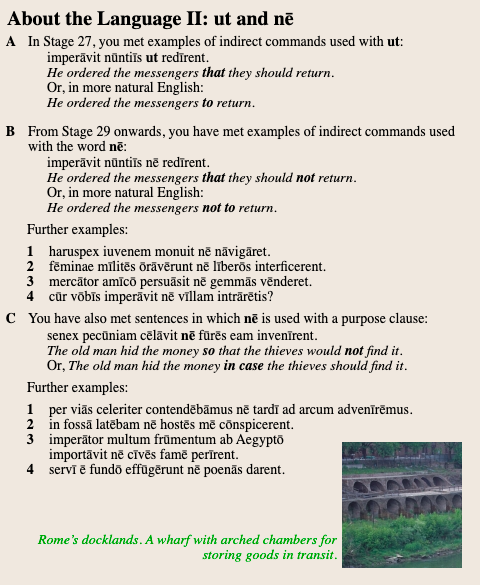 About the Language II: ut and nē
A In Stage 27, you met examples of indirect commands used with ut:
imperāvit nūntiīs ut redīrent.
He ordered the messengers that they should return.
Or, in more natural English:
He ordered the messengers to return.
B From Stage 29 onwards, you have met examples of indirect commands used
with the word nē:
imperāvit nūntiīs nē redīrent.
He ordered the messengers that they should not return.
Or, in more natural English:
He ordered the messengers not to return.
Further examples:
1 haruspex iuvenem monuit nē nāvigāret.
2 fēminae mīlitēs ōrāvērunt nē līberōs interficerent.
3 mercātor amīcō persuāsit nē gemmās vēnderet.
4 cūr vōbīs imperāvit nē vīllam intrārētis?
C You have also met sentences in which nē is used with a purpose clause:
senex pecūniam cēlāvit nē fūrēs eam invenīrent.
The old man hid the money so that the thieves would not find it.
Or, The old man hid the money in case the thieves should find it.
Further examples:
1 per viās celeriter contendēbāmus nē tardī ad arcum advenīrēmus.
2 in fossā latēbam nē hostēs mē cōnspicerent.
3 imperātor multum frūmentum ab Aegyptō
importāvit nē cīvēs famē perīrent.
4 servī ē fundō effūgērunt nē poenās darent.
Rome's docklands. A wharf with arched chambers for
storing goods in transit.